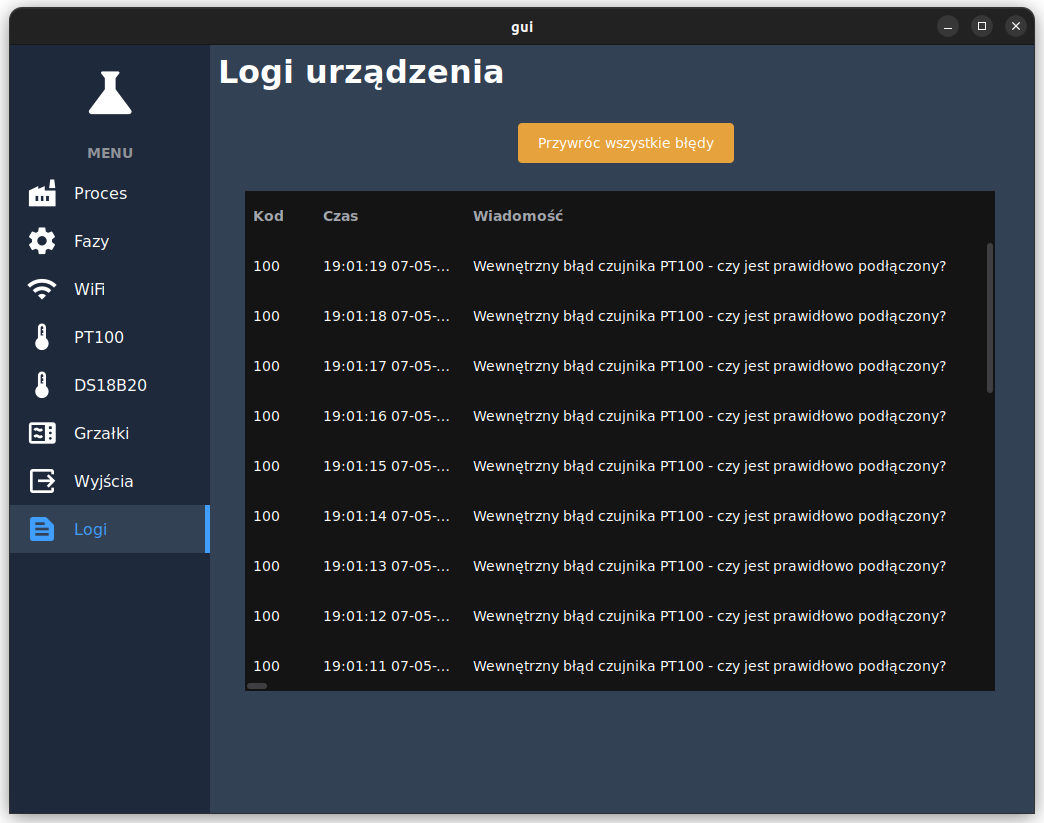 gui
MENU
Proces
Fazy
WiFi
PT100
DS18B20
Grzałki
Wyjścia
Logi
Logi urządzenia
Przywróc wszystkie błędy
Kod Czas Wiadomość
100 19:01:19 07-05-... Wewnętrzny błąd czujnika PT100 - czy jest prawidłowo podłączony?
100 19:01:18 07-05-... Wewnętrzny błąd czujnika PT100 - czy jest prawidłowo podłączony?
100 19:01:17 07-05-... Wewnętrzny błąd czujnika PT100 - czy jest prawidłowo podłączony?
100 19:01:16 07-05-... Wewnętrzny błąd czujnika PT100 - czy jest prawidłowo podłączony?
100 19:01:15 07-05-... Wewnętrzny błąd czujnika PT100 - czy jest prawidłowo podłączony?
100 19:01:14 07-05-... Wewnętrzny błąd czujnika PT100 - czy jest prawidłowo podłączony?
100 19:01:13 07-05-... Wewnętrzny błąd czujnika PT100 - czy jest prawidłowo podłączony?
100 19:01:12 07-05-... Wewnętrzny błąd czujnika PT100 - czy jest prawidłowo podłączony?
100 19:01:11 07-05-... Wewnętrzny błąd czujnika PT100 - czy jest prawidłowo podłączony?